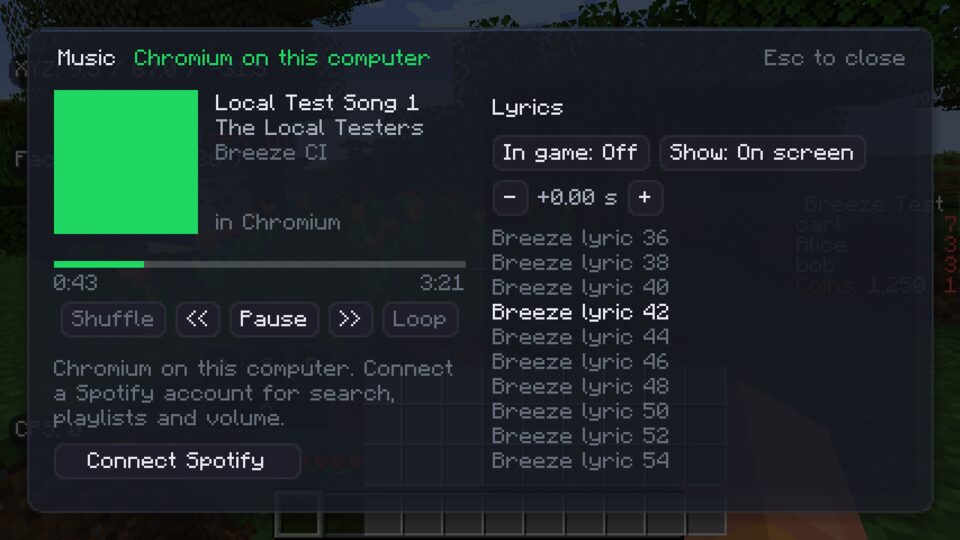 Music Chromium on this computer
Esc to close
Local Test Song 1
The Local Testers
Breeze CI
in Chromium
0:43
3:21
Shuffle
<<
Pause
>>
Loop
Chromium on this computer. Connect
a Spotify account for search,
playlists and volume.
Connect Spotify
Lyrics
In game: Off
Show: On screen
-
+0.00 s
+
Breeze lyric 36
Breeze lyric 38
Breeze lyric 40
Breeze lyric 42
Breeze lyric 44
Breeze lyric 46
Breeze lyric 48
Breeze lyric 50
Breeze lyric 52
Breeze lyric 54
Breeze Test
carl 7
Alice 3
bob 3
Coins: 1,250 1